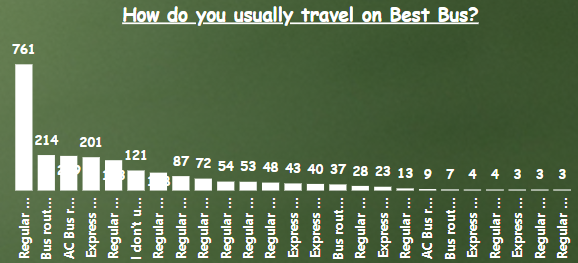 How do you usually travel on Best Bus?
761
214
201
121
87
72
54
53
48
43
40
37
28
23
13
9
7
4
4
3
3
3
Regular ...
Bus rout...
AC Bus r...
Express ...
Regular ...
I don't u...
Regular ...
Regular ...
Regular ...
Regular ...
Regular ...
Regular ...
Express ...
Express ...
Bus rout...
Regular ...
Express ...
Regular ...
AC Bus r...
Bus rout...
Express ...
Regular ...
Express ...
Regular ...
Regular ...